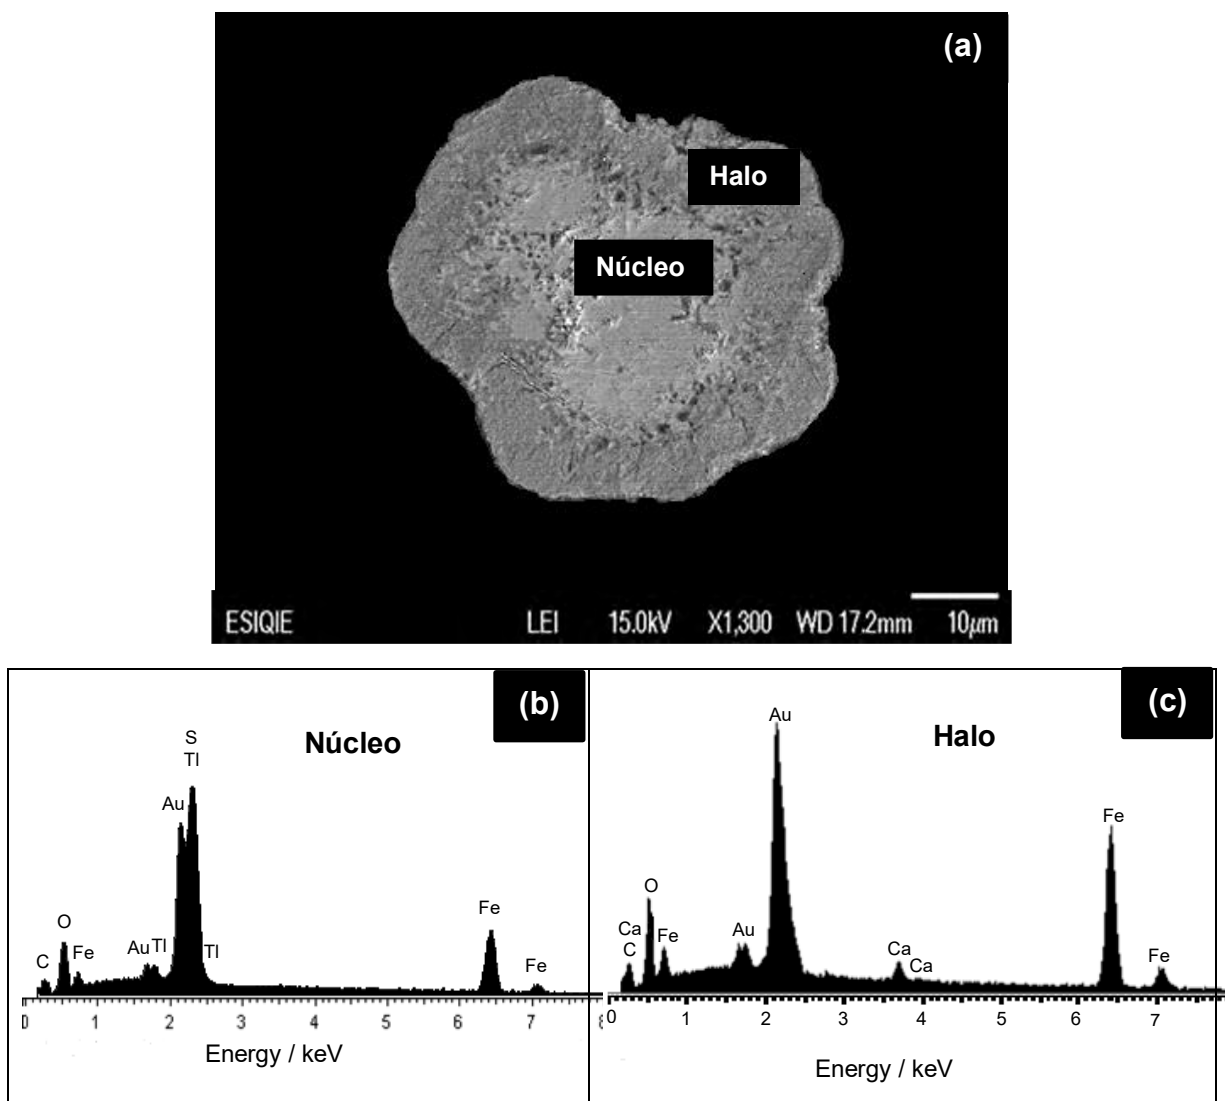 (a)
Halo
Núcleo
ESIQIE LEI 15.0kV X1,300 WD 17.2mm 10μm
(b)
Núcleo
S
Tl
Au
O
Fe
C
Fe
Au
Tl
Tl
Fe
0 1 2 3 4 5 6 7 8
Energy / keV
(c)
Halo
Au
Fe
O
Ca
C
Fe
Au
Ca
Ca
Fe
0 1 2 3 4 5 6 7
Energy / keV